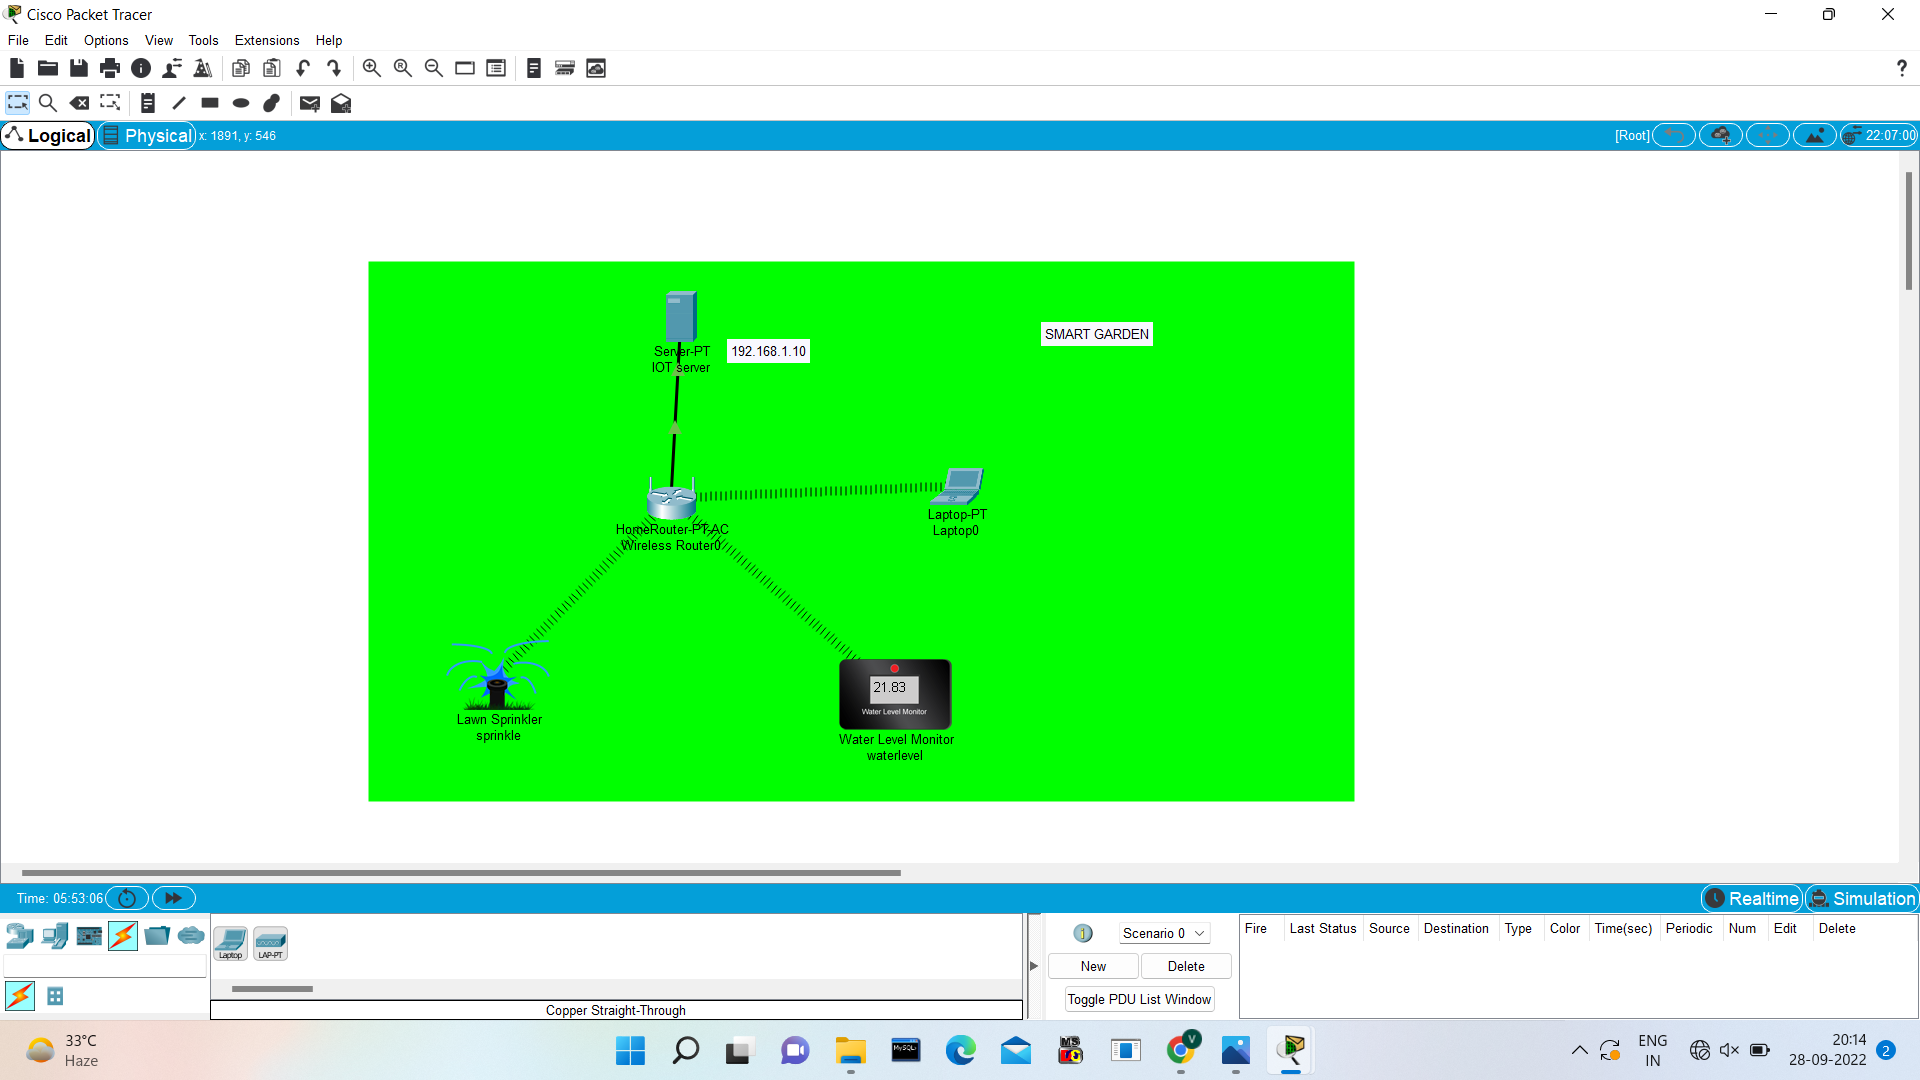 Cisco Packet Tracer
File Edit Options View Tools Extensions Help
Logical Physical x: 1891, y: 546 [Root] 22:07:00
SMART GARDEN
Server-PT 192.168.1.10
IOT server
Laptop-PT
Laptop0
HomeRouter-PT-AC
Wireless Router0
21.83
Water Level Monitor
Lawn Sprinkler
sprinkle
Water Level Monitor
waterlevel
Time: 05:53:06 Realtime Simulation
Scenario 0
Fire Last Status Source Destination Type Color Time(sec) Periodic Num Edit Delete
Laptop LAP-PT
New Delete
Toggle PDU List Window
Copper Straight-Through
33°C
Haze
ENG
IN
20:14
28-09-2022
2